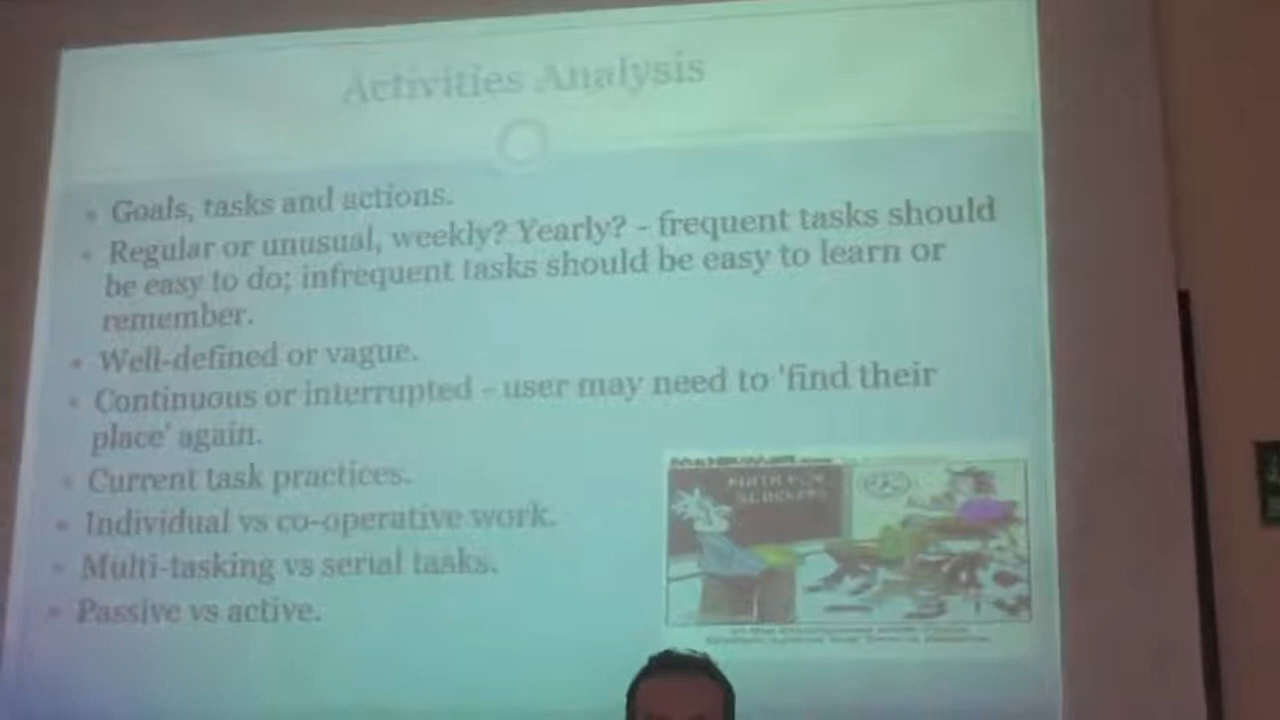 Activities Analysis
Goals, tasks and actions.
Regular or unusual, weekly? Yearly? - frequent tasks should
be easy to do; infrequent tasks should be easy to learn or
remember.
Well-defined or vague.
Continuous or interrupted - user may need to 'find their
place' again.
Current task practices.
Individual vs co-operative work.
Multi-tasking vs serial tasks.
Passive vs active.